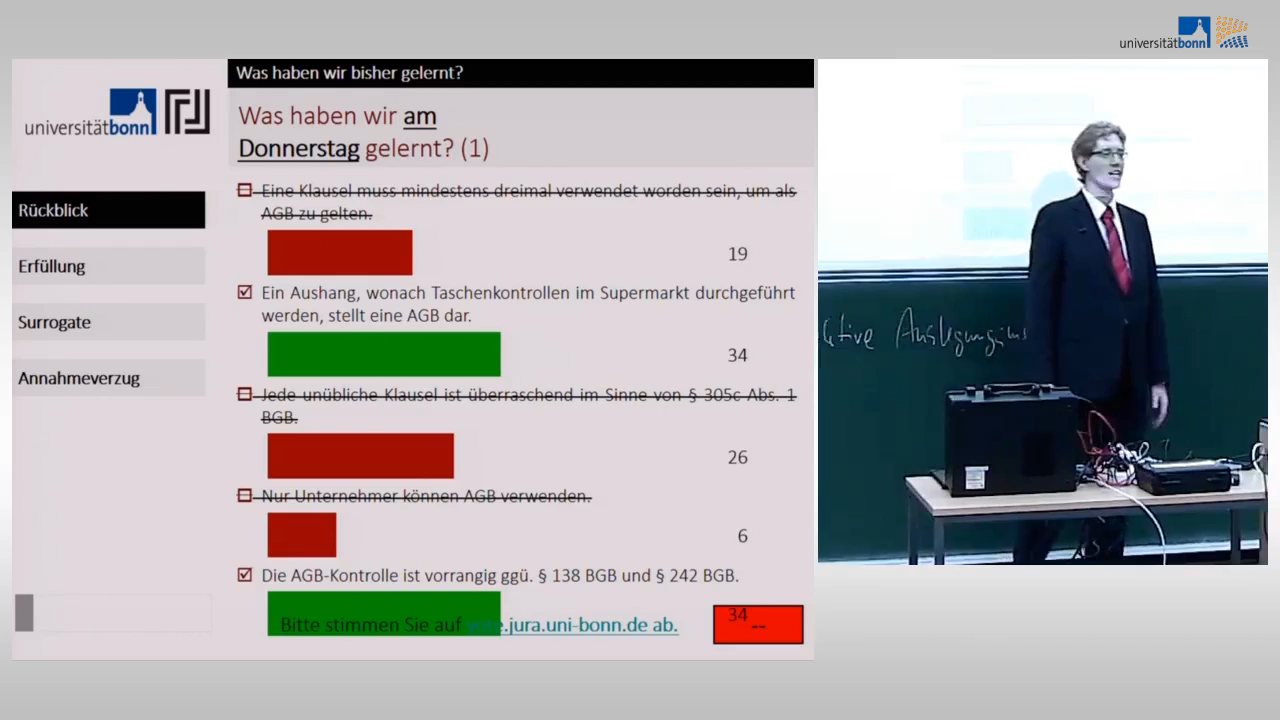 universitätbonn
Was haben wir bisher gelernt?
universitätbonn
Was haben wir am
Donnerstag gelernt? (1)
Rückblick
Erfüllung
Surrogate
Annahmeverzug
Eine Klausel muss mindestens dreimal verwendet worden sein, um als
AGB zu gelten.
19
Ein Aushang, wonach Taschenkontrollen im Supermarkt durchgeführt
werden, stellt eine AGB dar.
34
Jede unübliche Klausel ist überraschend im Sinne von § 305c Abs. 1
BGB.
26
Nur Unternehmer können AGB verwenden.
6
Die AGB-Kontrolle ist vorrangig ggü. § 138 BGB und § 242 BGB.
34
Bitte stimmen Sie auf vote.jura.uni-bonn.de ab.
--